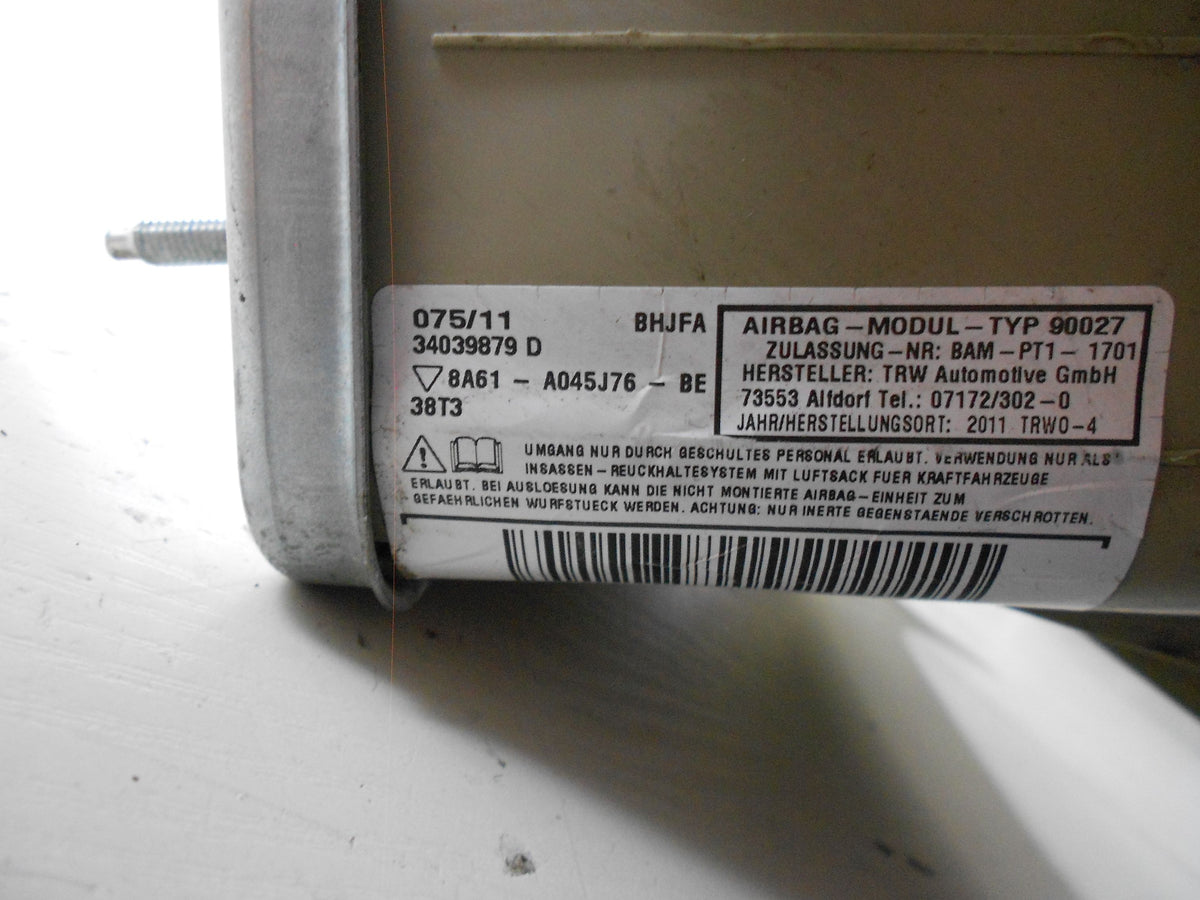 075/11 BHJFA
34039879 D
8A61 - A045J76 - BE
38T3
AIRBAG-MODUL-TYP 90027
ZULASSUNG-NR: BAM-PT1- 1701
HERSTELLER: TRW Automotive GmbH
73553 Alfdorf Tel.: 07172/302-0
JAHR/HERSTELLUNGSORT: 2011 TRWO-4
UMGANG NUR DURCH GESCHULTES PERSONAL ERLAUBT. VERWENDUNG NUR ALS
INSASSEN-REUCKHALTESYSTEM MIT LUFTSACK FUER KRAFTFAHRZEUGE
ERLAUBT. BEI AUSLOESUNG KANN DIE NICHT MONTIERTE AIRBAG-EINHEIT ZUM
GEFAEHRLICHEN WURFSTUECK WERDEN. ACHTUNG: NUR INERTE GEGENSTAENDE VERSCHROTTEN.